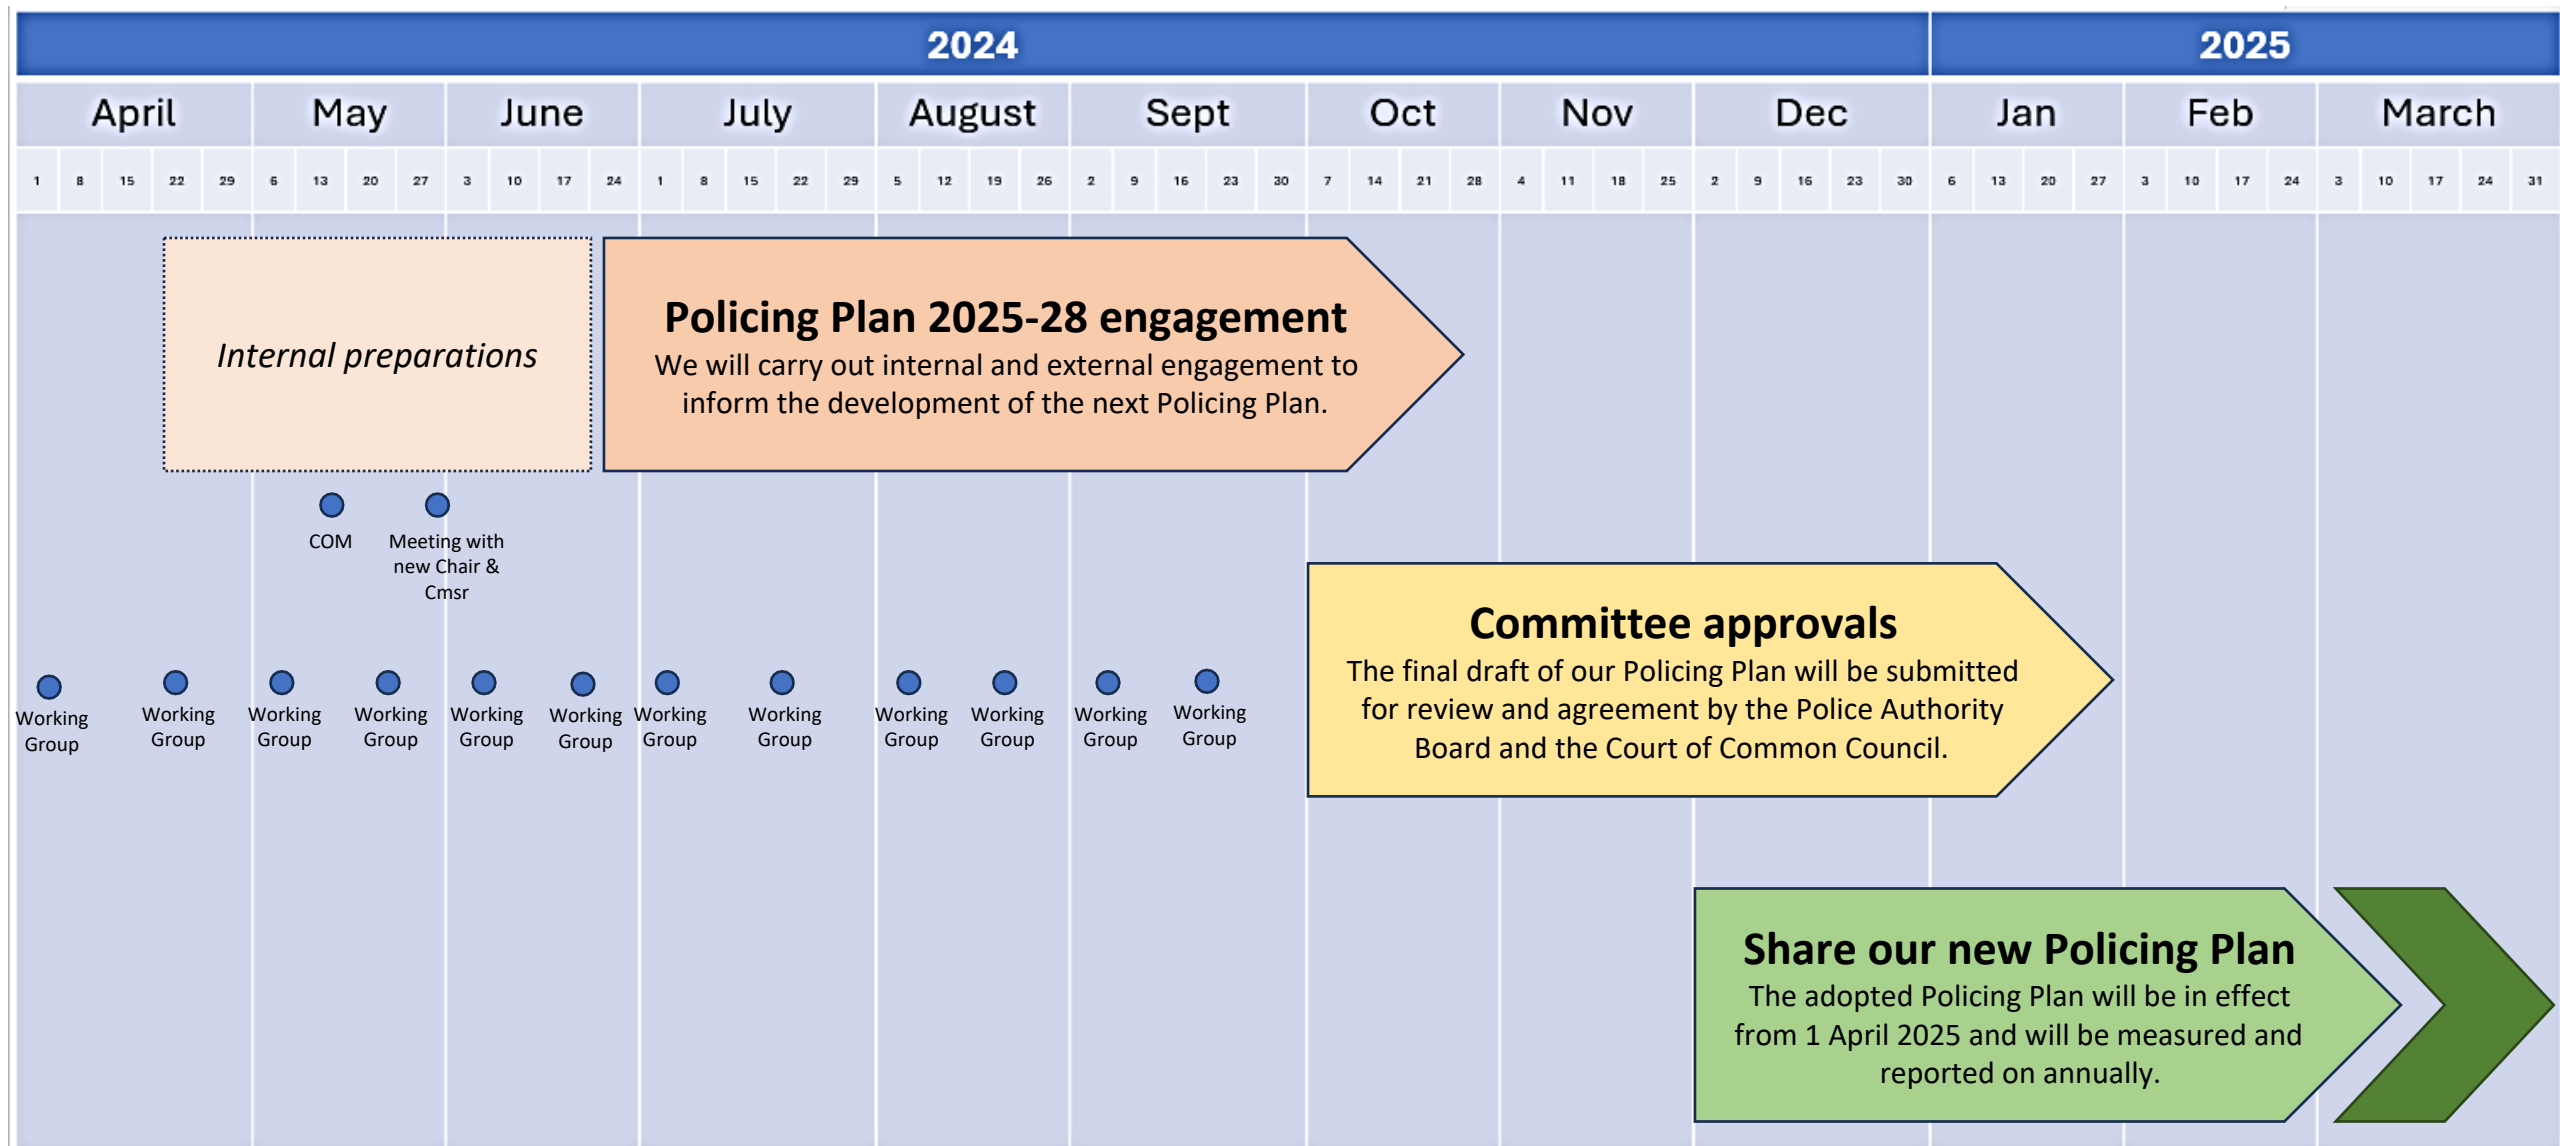 2024 2025
April May June July August Sept Oct Nov Dec Jan Feb March
1 8 15 22 29 6 13 20 27 3 10 17 24 1 8 15 22 29 5 12 19 26 2 9 16 23 30 7 14 21 28 4 11 18 25 2 9 16 23 30 6 13 20 27 3 10 17 24 3 10 17 24 31
Internal preparations
Policing Plan 2025-28 engagement
We will carry out internal and external engagement to
inform the development of the next Policing Plan.
COM
Meeting with
new Chair &
Cmsr
Working
Group
Working
Group
Working
Group
Working
Group
Working
Group
Working
Group
Working
Group
Working
Group
Working
Group
Working
Group
Working
Group
Working
Group
Committee approvals
The final draft of our Policing Plan will be submitted
for review and agreement by the Police Authority
Board and the Court of Common Council.
Share our new Policing Plan
The adopted Policing Plan will be in effect
from 1 April 2025 and will be measured and
reported on annually.